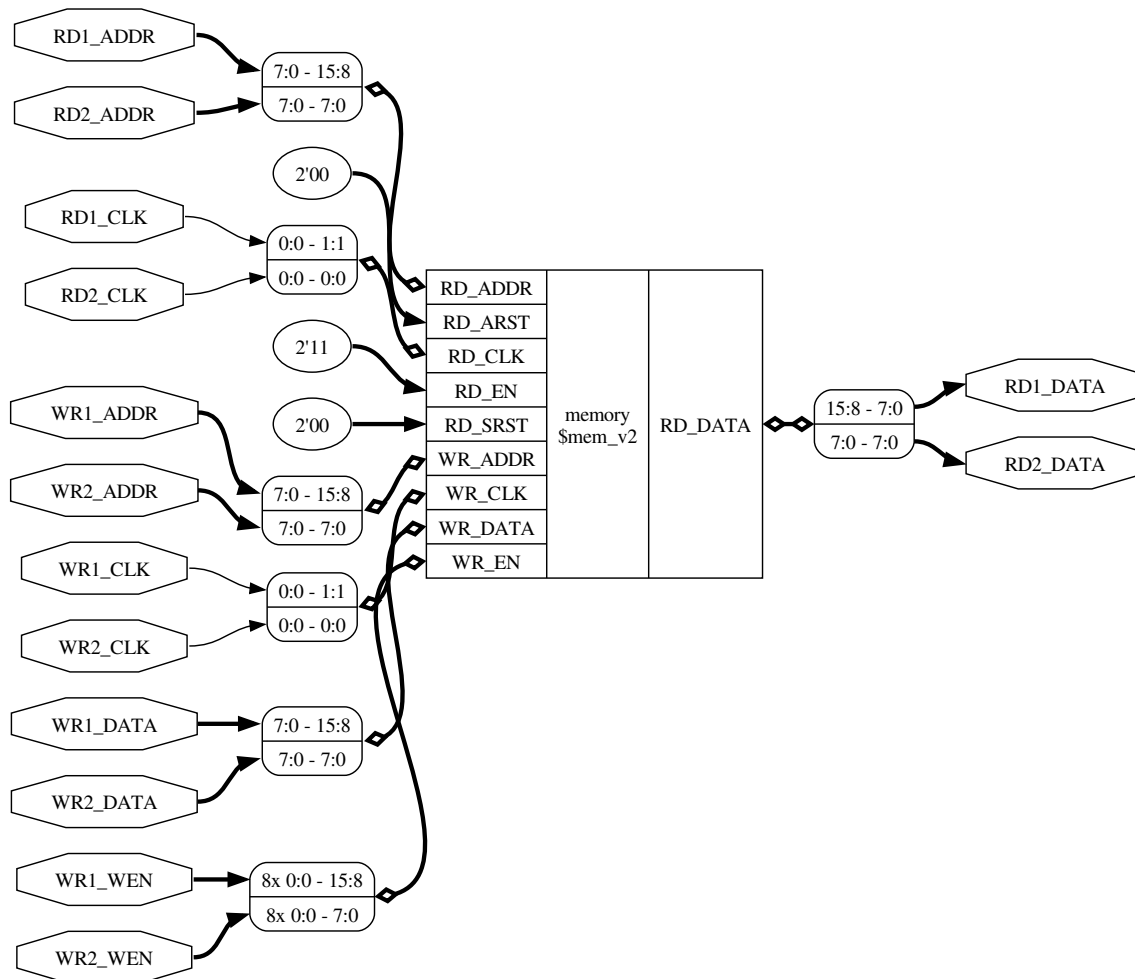 RD1_ADDR
RD2_ADDR
7:0 - 15:8
7:0 - 7:0
2'00
RD1_CLK
RD2_CLK
0:0 - 1:1
0:0 - 0:0
2'11
2'00
WR1_ADDR
WR2_ADDR
7:0 - 15:8
7:0 - 7:0
WR1_CLK
WR2_CLK
0:0 - 1:1
0:0 - 0:0
WR1_DATA
WR2_DATA
7:0 - 15:8
7:0 - 7:0
WR1_WEN
WR2_WEN
8x 0:0 - 15:8
8x 0:0 - 7:0
RD_ADDR
RD_ARST
RD_CLK
RD_EN
RD_SRST
WR_ADDR
WR_CLK
WR_DATA
WR_EN
memory
$mem_v2
RD_DATA
15:8 - 7:0
7:0 - 7:0
RD1_DATA
RD2_DATA